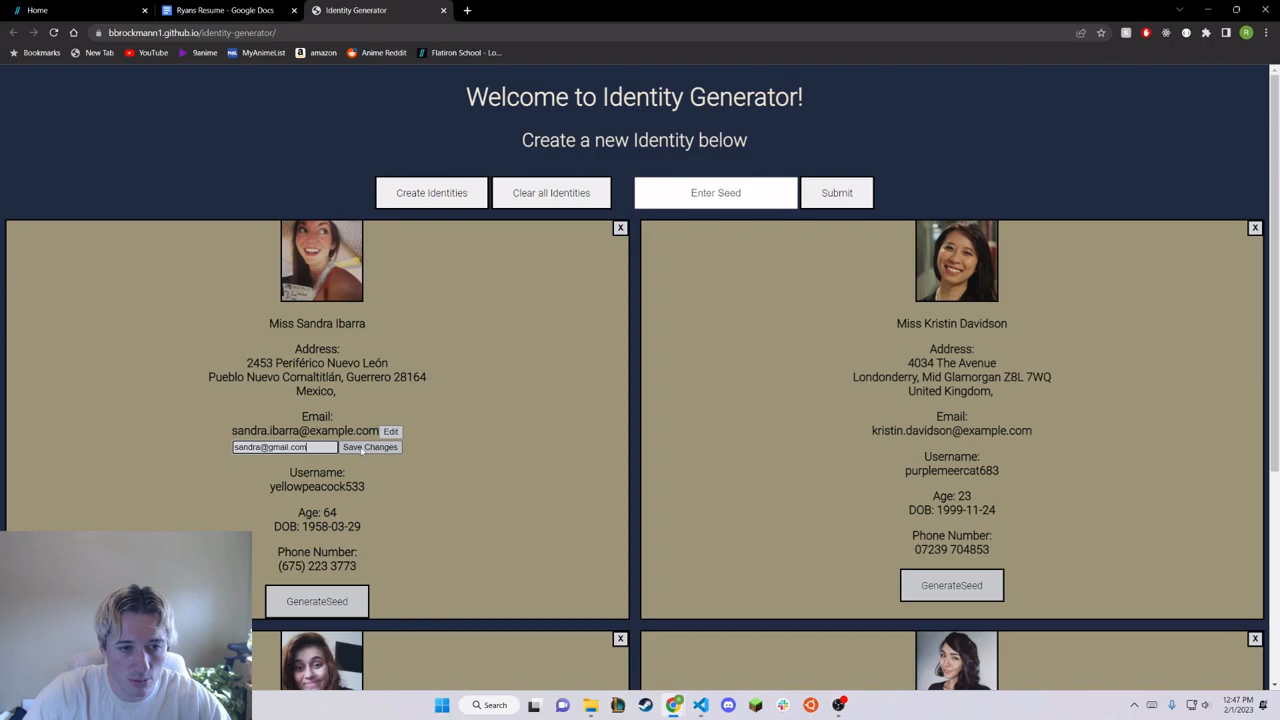 Home
Ryans Resume - Google Docs
Identity Generator
bbrockman1.github.io/identity-generator/
Bookmarks
New Tab
YouTube
9anime
MyAnimeList
amazon
Anime Reddit
Flatiron School - Lo...
Welcome to Identity Generator!
Create a new Identity below
Create Identities
Clear all Identities
Enter Seed
Submit
X
Miss Sandra Ibarra
Address:
2453 Periférico Nuevo León
Pueblo Nuevo Comaltitlán, Guerrero 28164
Mexico,
Email:
sandra.ibarra@example.com Edit
sandra@gmail.com Save Changes
Username:
yellowpeacock533
Age: 64
DOB: 1958-03-29
Phone Number:
(675) 223 3773
GenerateSeed
X
Miss Kristin Davidson
Address:
4034 The Avenue
Londonderry, Mid Glamorgan Z8L 7WQ
United Kingdom,
Email:
kristin.davidson@example.com
Username:
purplemeercat683
Age: 23
DOB: 1999-11-24
Phone Number:
07239 704853
GenerateSeed
X
X
Search
12:47 PM
2/1/2023